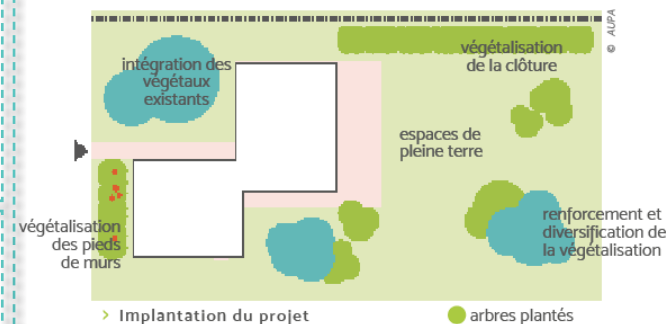 © AUPA
végétalisation
de la clôture
intégration des
végétaux
existants
espaces de
pleine terre
végétalisation
des pieds
de murs
renforcement et
diversification de
la végétalisation
> Implantation du projet
arbres plantés